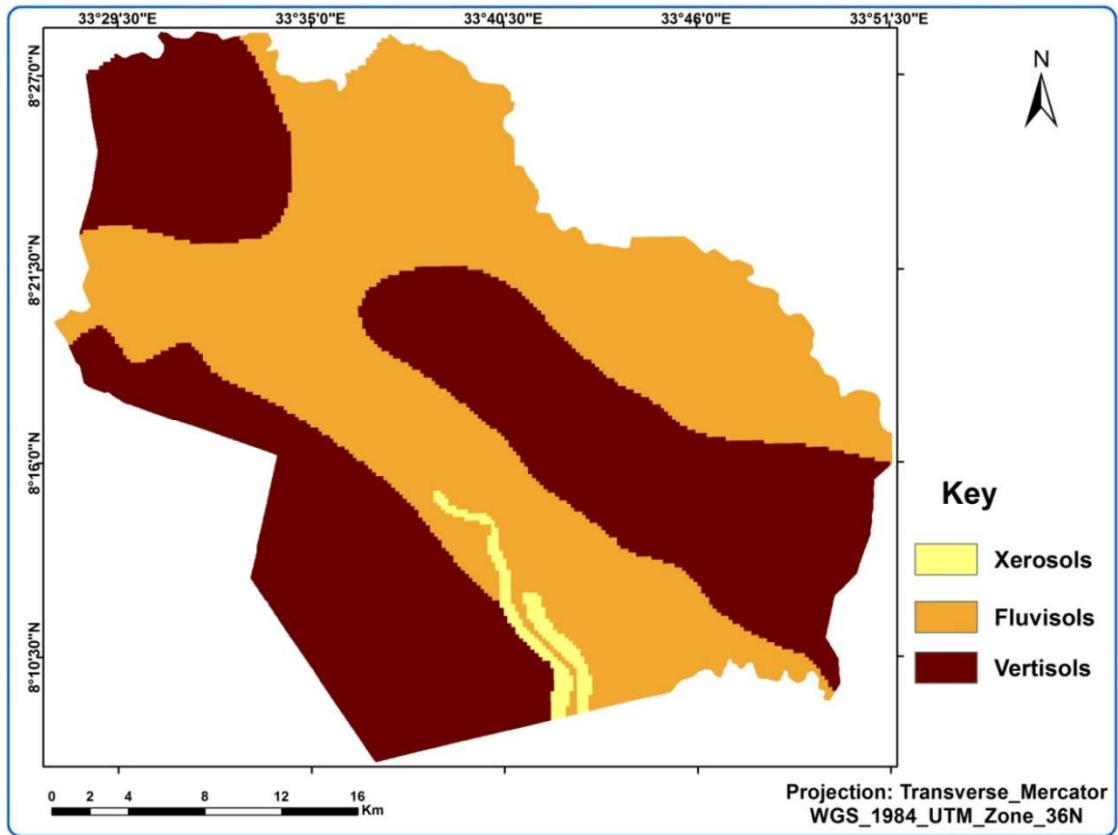 33°29'30"E 33°35'0"E 33°40'30"E 33°46'0"E 33°51'30"E
8°27'0"N
8°21'30"N
8°16'0"N
8°10'30"N
N
Key
Xerosols
Fluvisols
Vertisols
0 2 4 8 12 16
Km
Projection: Transverse_Mercator
WGS_1984_UTM_Zone_36N